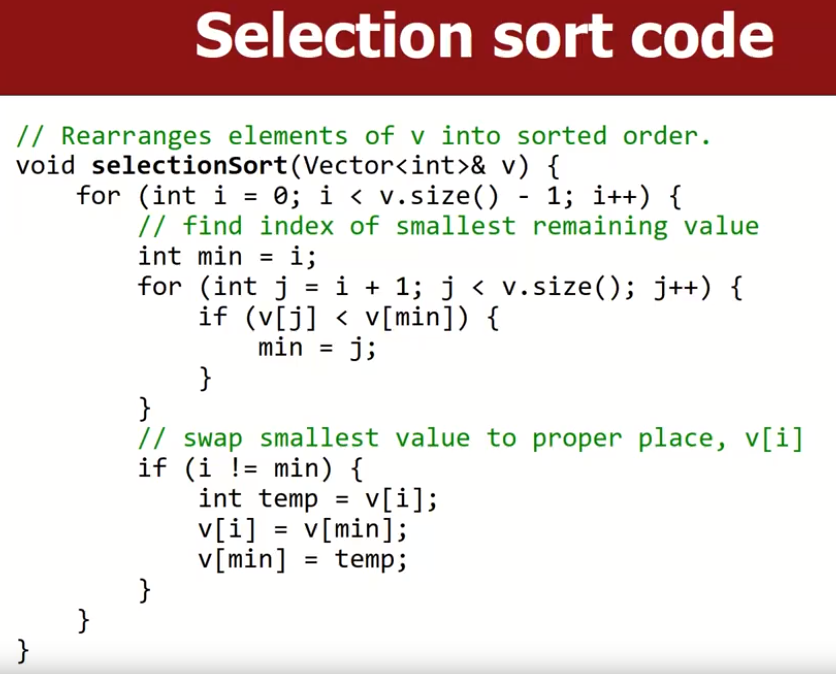 Selection sort code
// Rearranges elements of v into sorted order.
void selectionSort(Vector<int>& v) {
    for (int i = 0; i < v.size() - 1; i++) {
        // find index of smallest remaining value
        int min = i;
        for (int j = i + 1; j < v.size(); j++) {
            if (v[j] < v[min]) {
                min = j;
            }
        }
        // swap smallest value to proper place, v[i]
        if (i != min) {
            int temp = v[i];
            v[i] = v[min];
            v[min] = temp;
        }
    }
}